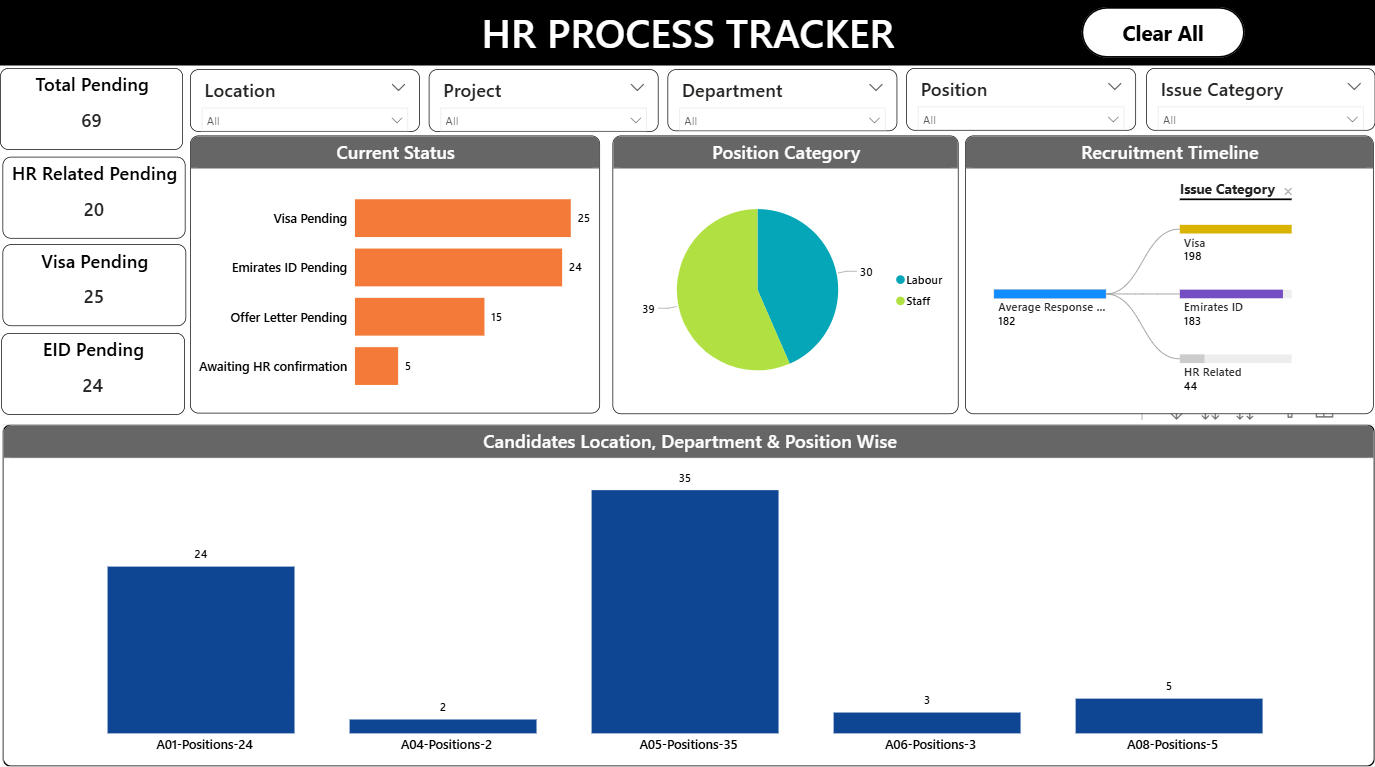 HR PROCESS TRACKER
Clear All
Total Pending
69
HR Related Pending
20
Visa Pending
25
EID Pending
24
Location
All
Project
All
Department
All
Position
All
Issue Category
All
Current Status
Visa Pending
25
Emirates ID Pending
24
Offer Letter Pending
15
Awaiting HR confirmation
5
Position Category
30
39
Labour
Staff
Recruitment Timeline
Issue Category
Average Response ...
182
Visa
198
Emirates ID
183
HR Related
44
Candidates Location, Department & Position Wise
24
2
35
3
5
A01-Positions-24
A04-Positions-2
A05-Positions-35
A06-Positions-3
A08-Positions-5